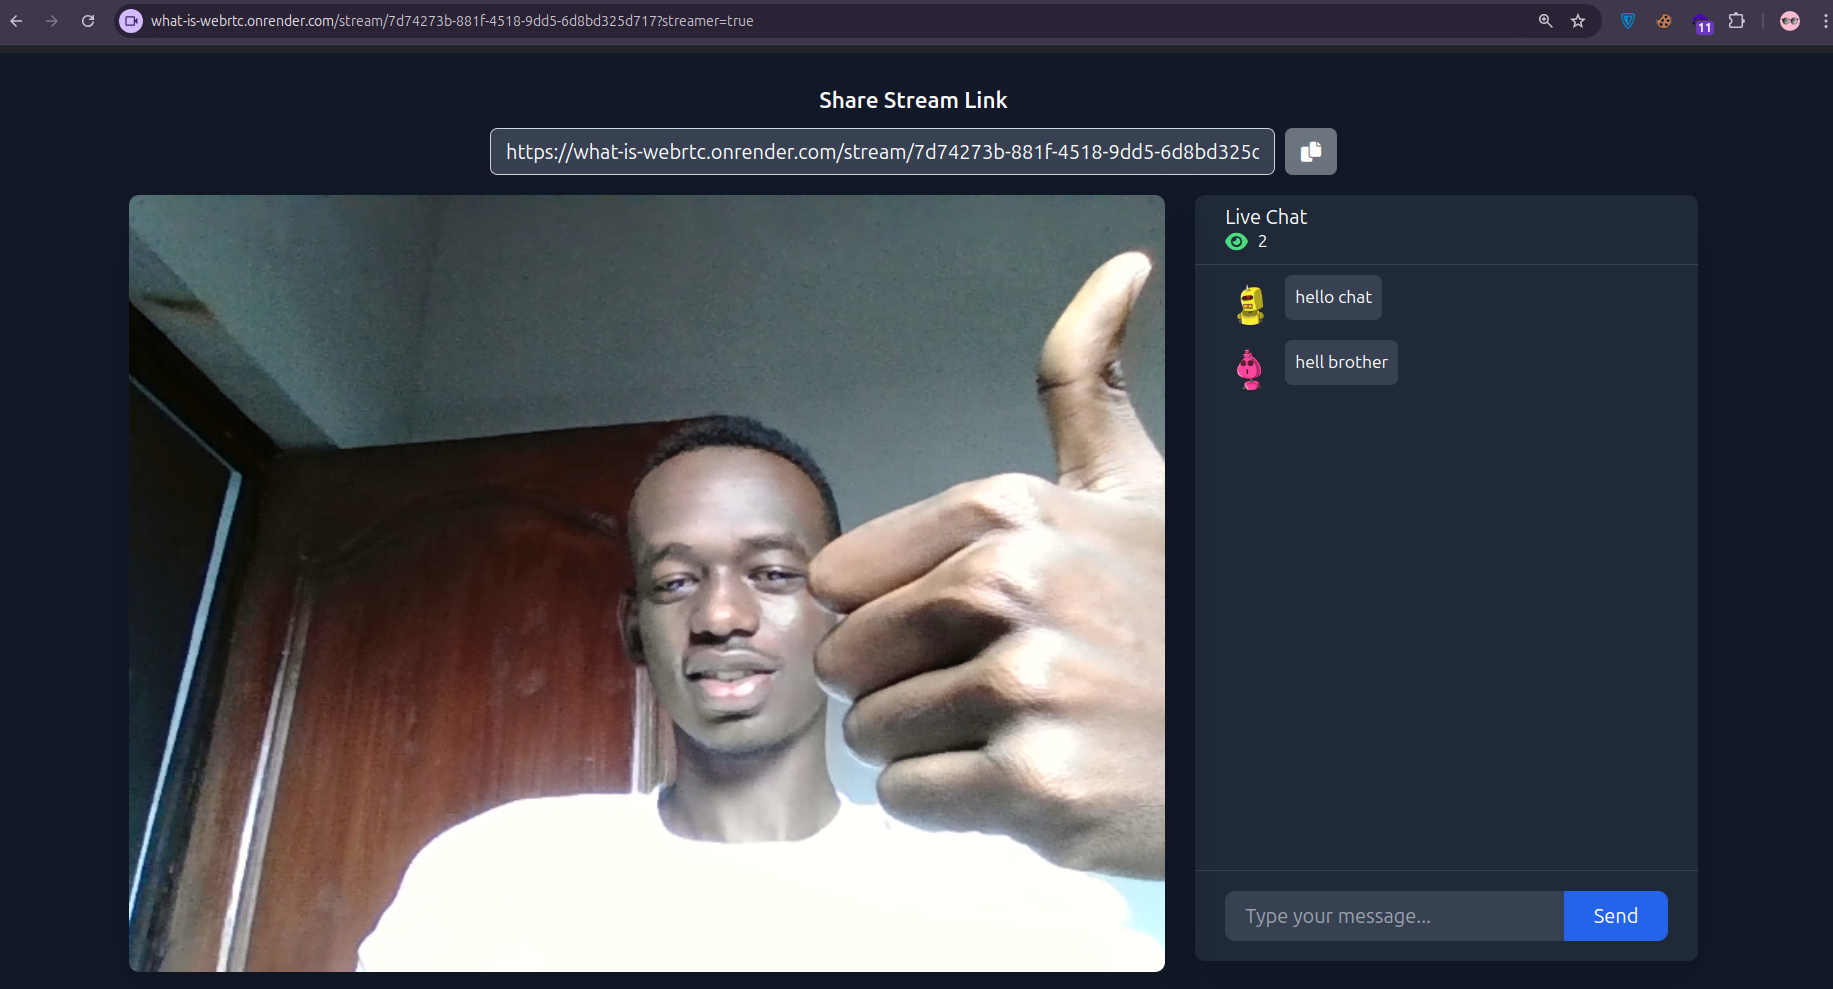 what-is-webrtc.onrender.com/stream/7d74273b-881f-4518-9dd5-6d8bd325d717?streamer=true
11
Share Stream Link
https://what-is-webrtc.onrender.com/stream/7d74273b-881f-4518-9dd5-6d8bd325c
Live Chat
2
hello chat
hell brother
Type your message...
Send